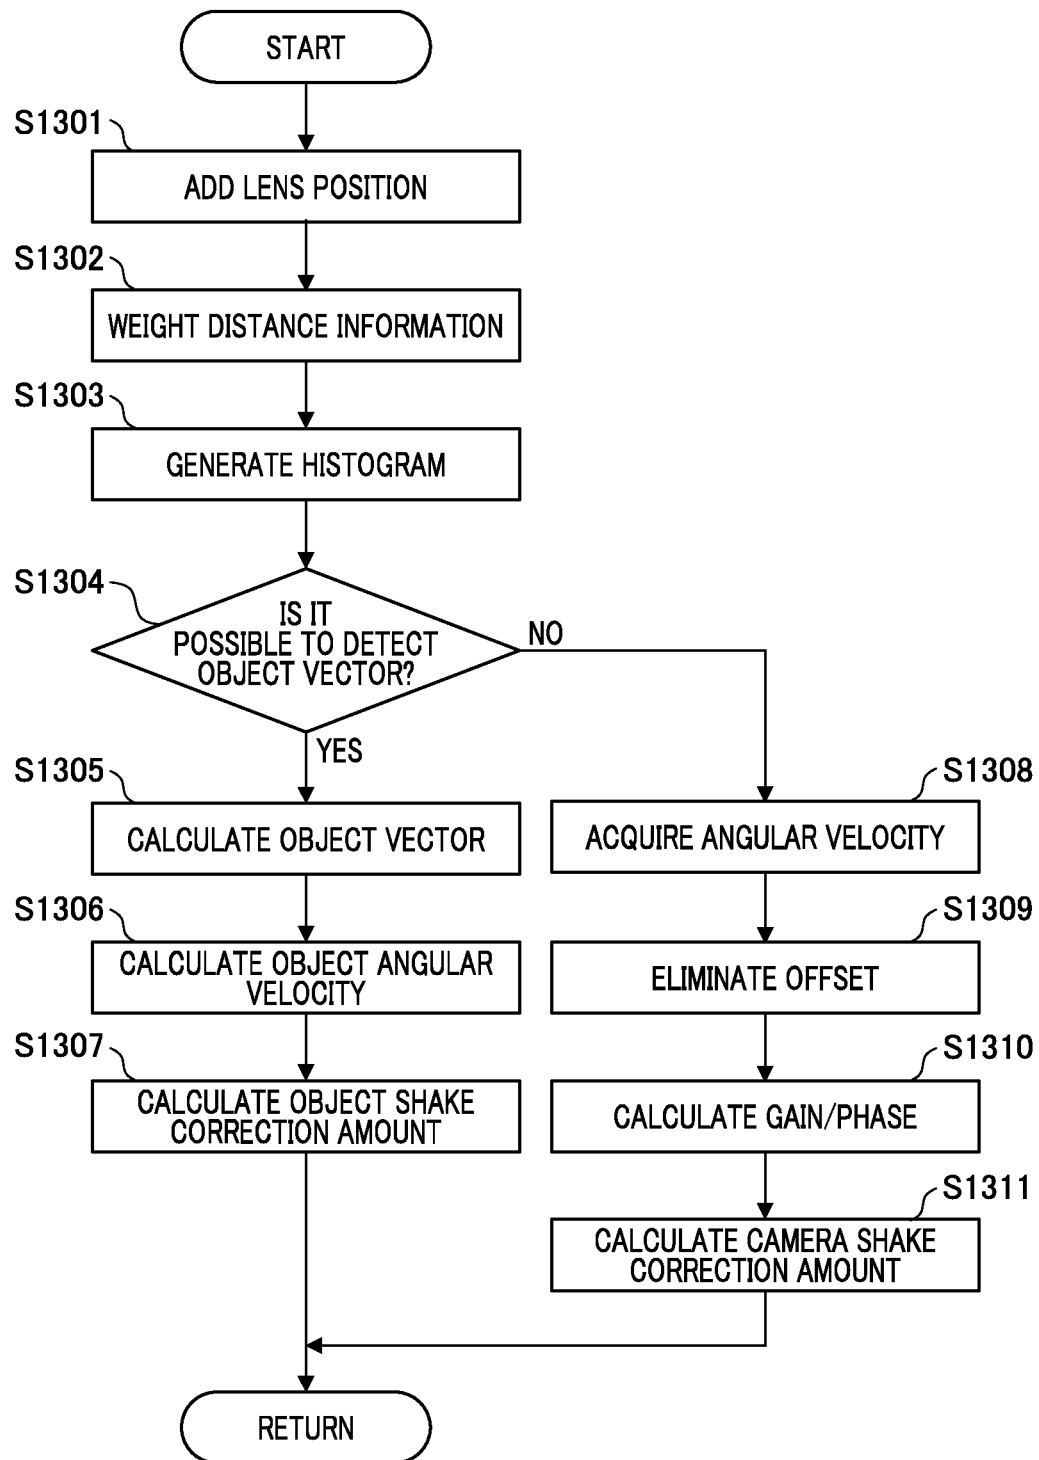 START
S1301
ADD LENS POSITION
S1302
WEIGHT DISTANCE INFORMATION
S1303
GENERATE HISTOGRAM
S1304
IS IT
POSSIBLE TO DETECT
OBJECT VECTOR?
NO
YES
S1305
CALCULATE OBJECT VECTOR
S1306
CALCULATE OBJECT ANGULAR
VELOCITY
S1307
CALCULATE OBJECT SHAKE
CORRECTION AMOUNT
S1308
ACQUIRE ANGULAR VELOCITY
S1309
ELIMINATE OFFSET
S1310
CALCULATE GAIN/PHASE
S1311
CALCULATE CAMERA SHAKE
CORRECTION AMOUNT
RETURN